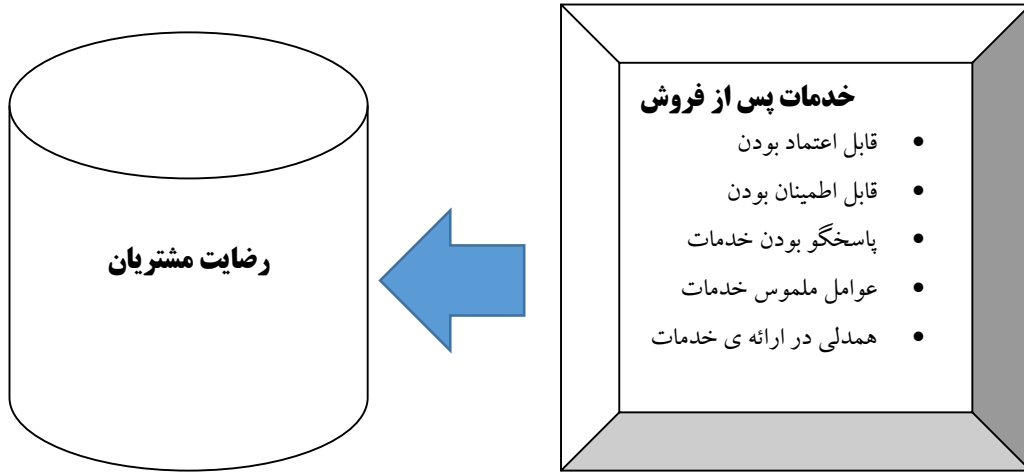 خدمات پس از فروش
• قابل اعتماد بودن
• قابل اطمینان بودن
• پاسخگو بودن خدمات
• عوامل ملموس خدمات
• همدلی در ارائه ی خدمات
رضایت مشتریان